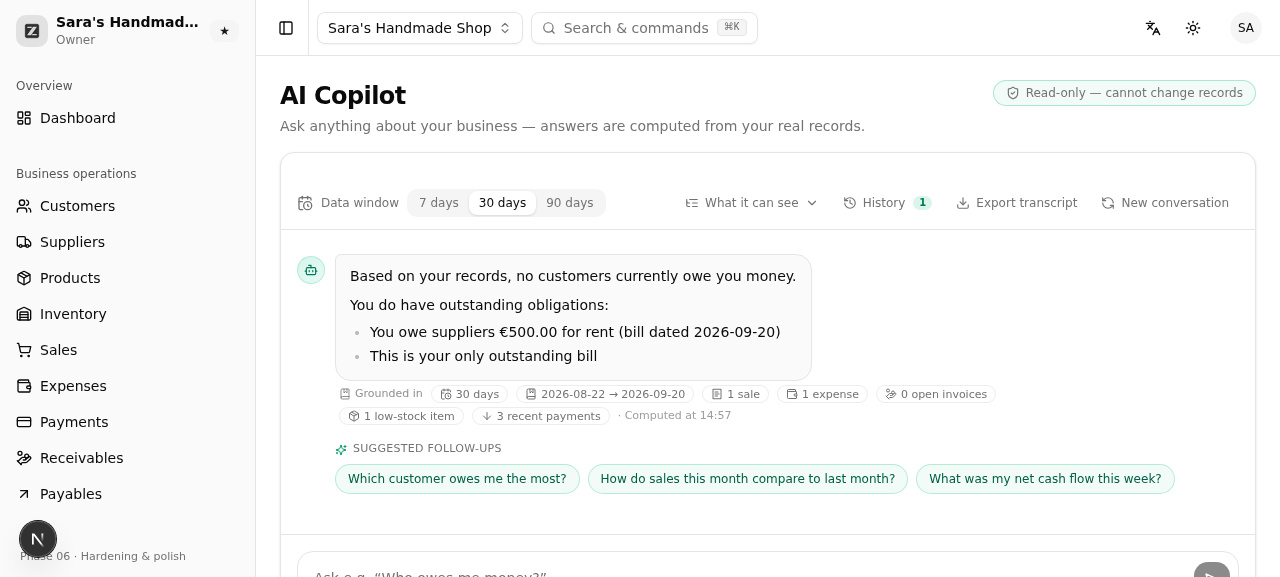 Sara's Handmad...
Owner
★
Overview
Dashboard
Business operations
Customers
Suppliers
Products
Inventory
Sales
Expenses
Payments
Receivables
Payables
Phase 06 · Hardening & polish
Sara's Handmade Shop
Search & commands ⌘K
SA
AI Copilot
Read-only — cannot change records
Ask anything about your business — answers are computed from your real records.
Data window 7 days 30 days 90 days
What it can see
History 1
Export transcript
New conversation
Based on your records, no customers currently owe you money.
You do have outstanding obligations:
• You owe suppliers €500.00 for rent (bill dated 2026-09-20)
• This is your only outstanding bill
Grounded in 30 days 2026-08-22 → 2026-09-20 1 sale 1 expense 0 open invoices
1 low-stock item 3 recent payments · Computed at 14:57
SUGGESTED FOLLOW-UPS
Which customer owes me the most? How do sales this month compare to last month? What was my net cash flow this week?
Ask e.g. “Who owes me money?”